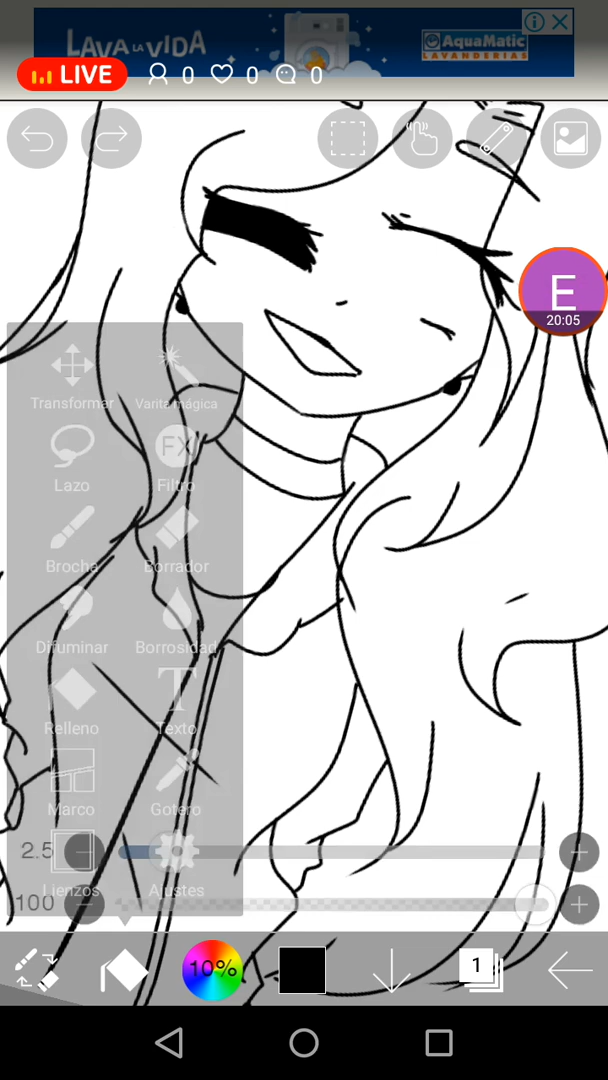 LAVA LA VIDA
AquaMatic
LAVANDERIAS
LIVE 0 0 0
E
20:05
Transformar
Varita mágica
FX
Lazo
Filtro
Brocha
Borrador
Difuminar
Borrosidad
T
Relleno
Texto
Marco
Gotero
2.5
Lienzos
Ajustes
100
10%
1